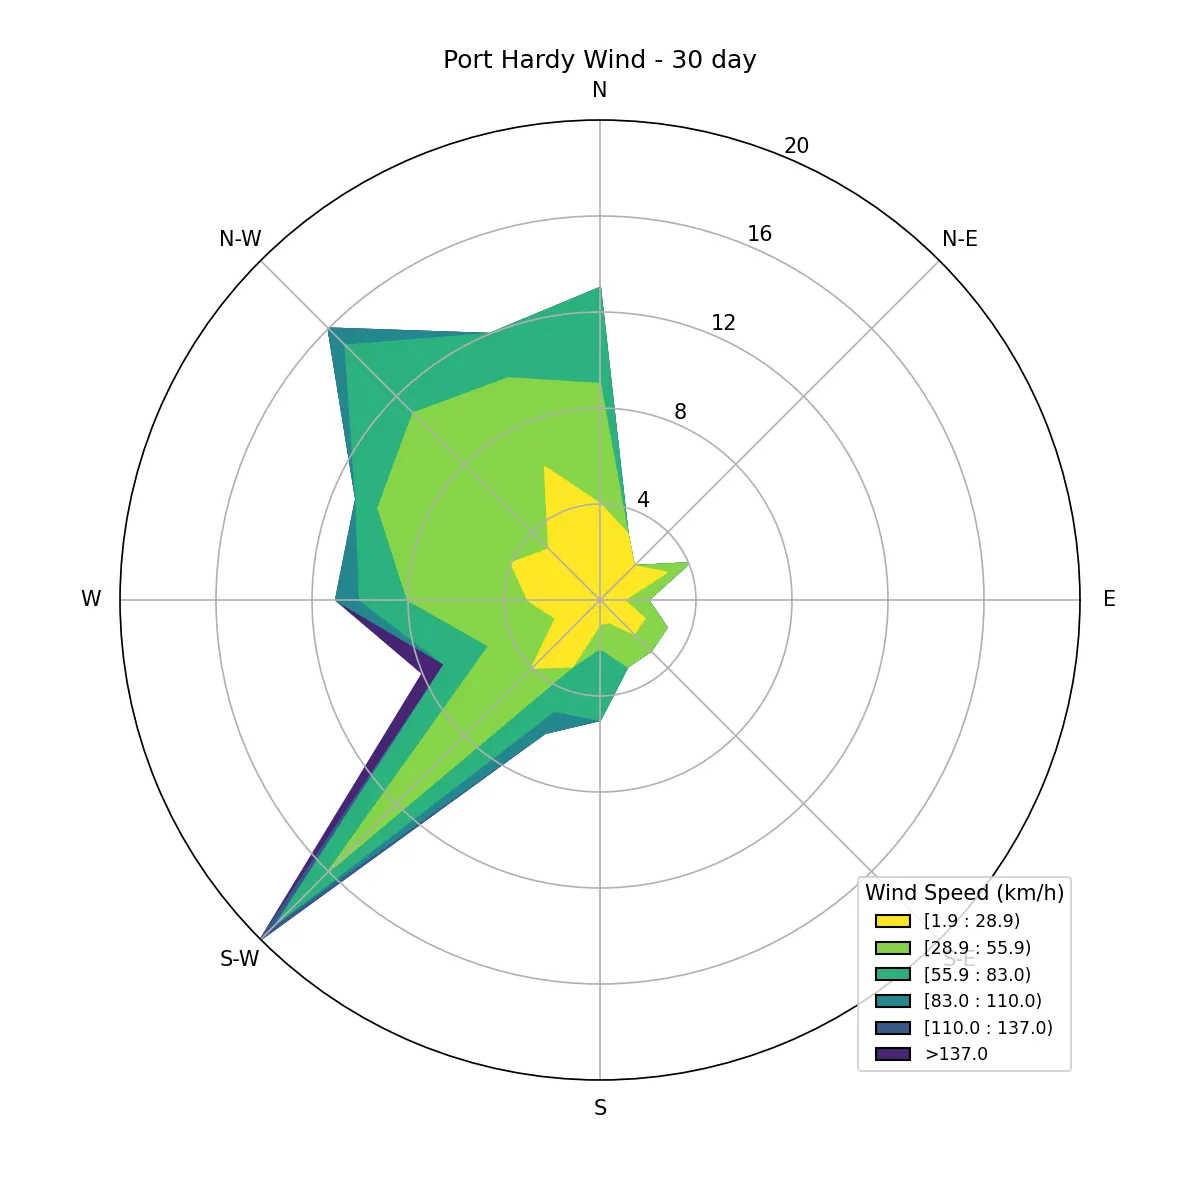 Port Hardy Wind - 30 day
N
20
N-W
N-E
16
12
8
4
W
E
S-W
S-E
S
Wind Speed (km/h)
[1.9 : 28.9)
[28.9 : 55.9)
[55.9 : 83.0)
[83.0 : 110.0)
[110.0 : 137.0)
>137.0